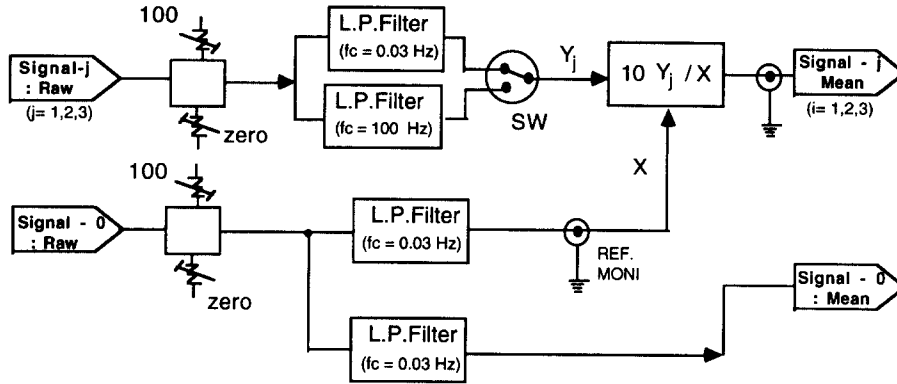 100
Signal-j
: Raw
(j= 1,2,3)
zero
L.P.Filter
(fc = 0.03 Hz)
L.P.Filter
(fc = 100 Hz)
SW
Yj
10 Yj /X
Signal - j
Mean
(i= 1,2,3)
X
100
Signal - 0
: Raw
zero
L.P.Filter
(fc = 0.03 Hz)
REF.
MONI
L.P.Filter
(fc = 0.03 Hz)
Signal - 0
: Mean